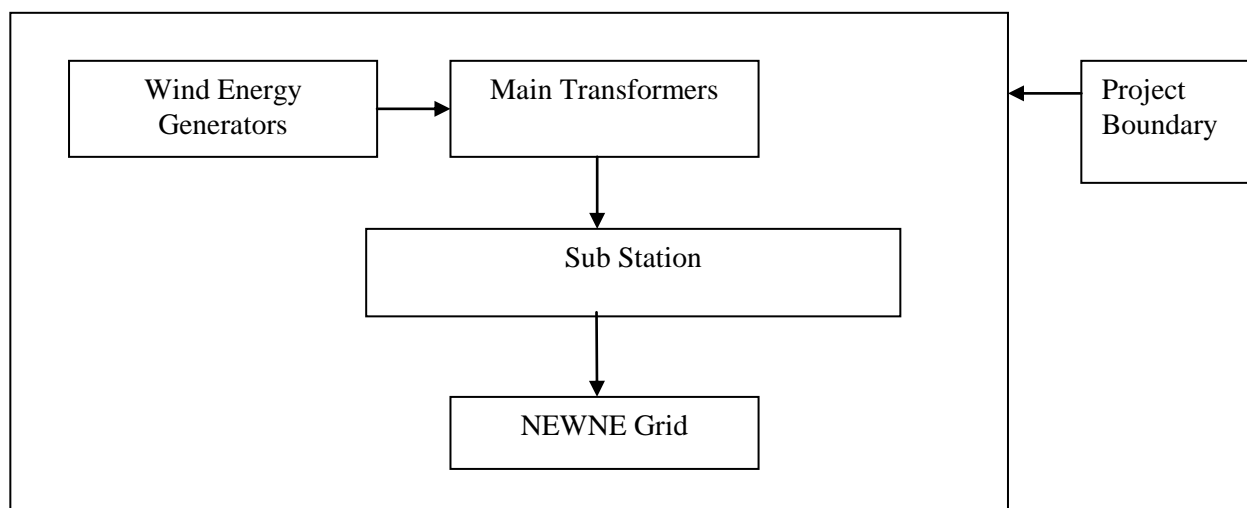 Wind Energy
Generators
Main Transformers
Project
Boundary
Sub Station
NEWNE Grid